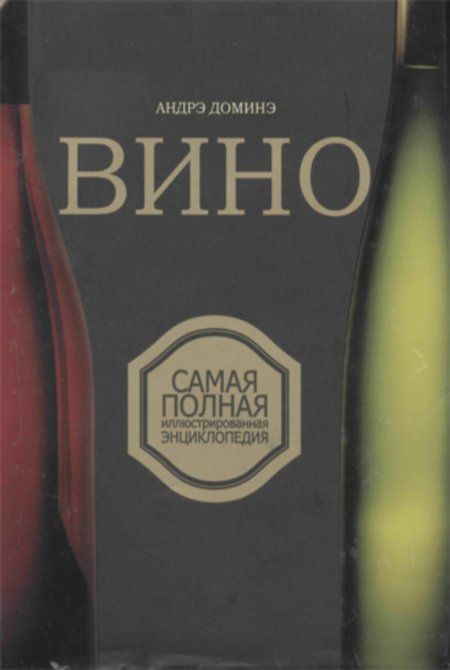 АНДРЭ ДОМИНЭ
ВИНО
САМАЯ
ПОЛНАЯ
иллюстрированная
ЭНЦИКЛОПЕДИЯ